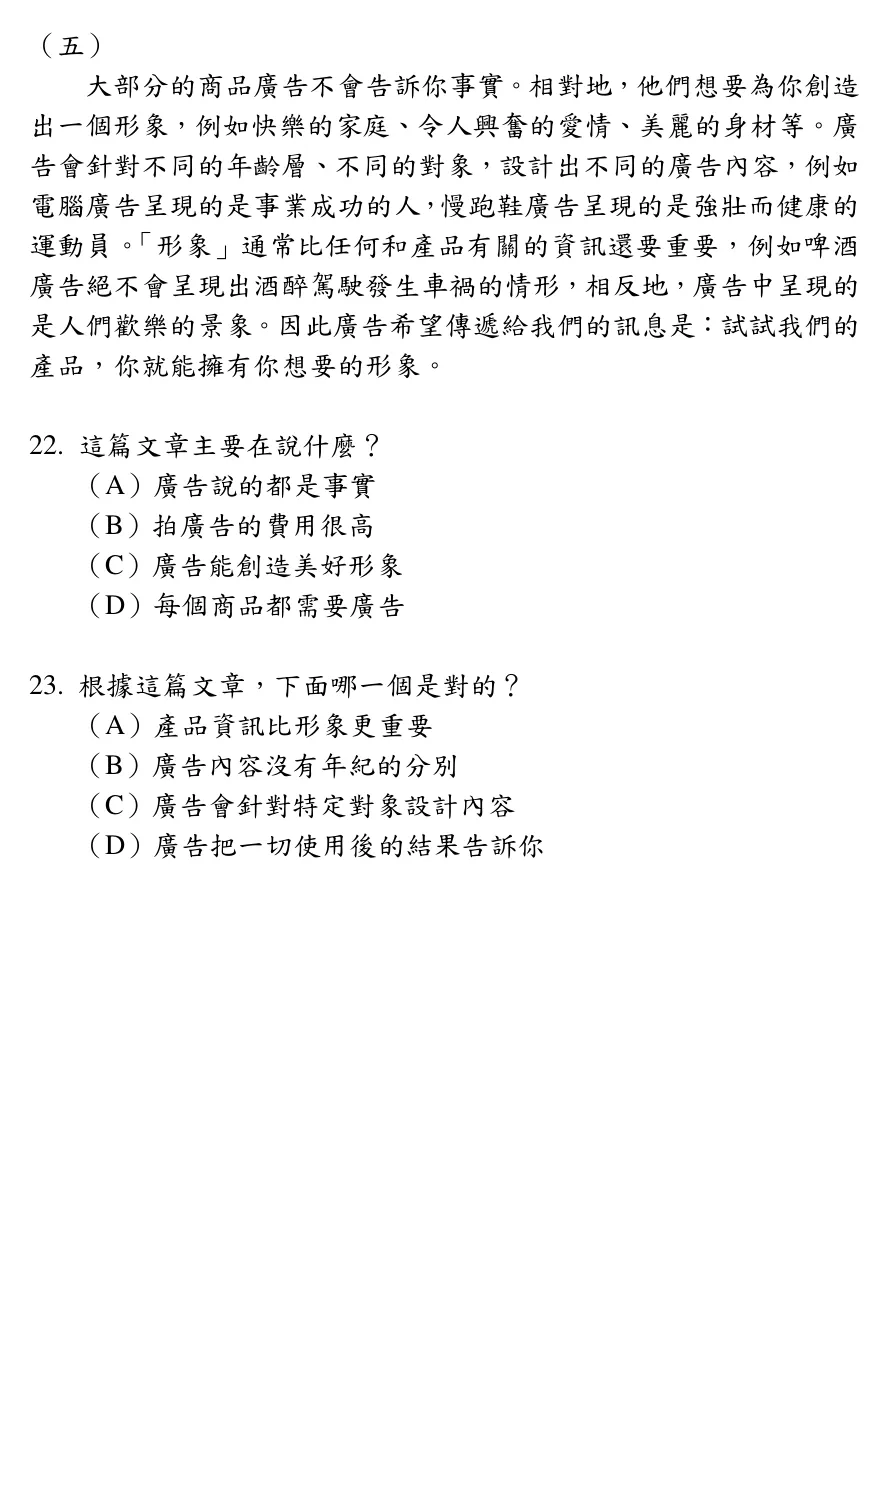 （五）
大部分的商品廣告不會告訴你事實。相對地，他們想要為你創造
出一個形象，例如快樂的家庭、令人興奮的愛情、美麗的身材等。廣
告會針對不同的年齡層、不同的對象，設計出不同的廣告內容，例如
電腦廣告呈現的是事業成功的人，慢跑鞋廣告呈現的是強壯而健康的
運動員。「形象」通常比任何和產品有關的資訊還要重要，例如啤酒
廣告絕不會呈現出酒醉駕駛發生車禍的情形，相反地，廣告中呈現的
是人們歡樂的景象。因此廣告希望傳遞給我們的訊息是：試試我們的
產品，你就能擁有你想要的形象。
22. 這篇文章主要在說什麼？
（A）廣告說的都是事實
（B）拍廣告的費用很高
（C）廣告能創造美好形象
（D）每個商品都需要廣告
23. 根據這篇文章，下面哪一個是對的？
（A）產品資訊比形象更重要
（B）廣告內容沒有年紀的分別
（C）廣告會針對特定對象設計內容
（D）廣告把一切使用後的結果告訴你